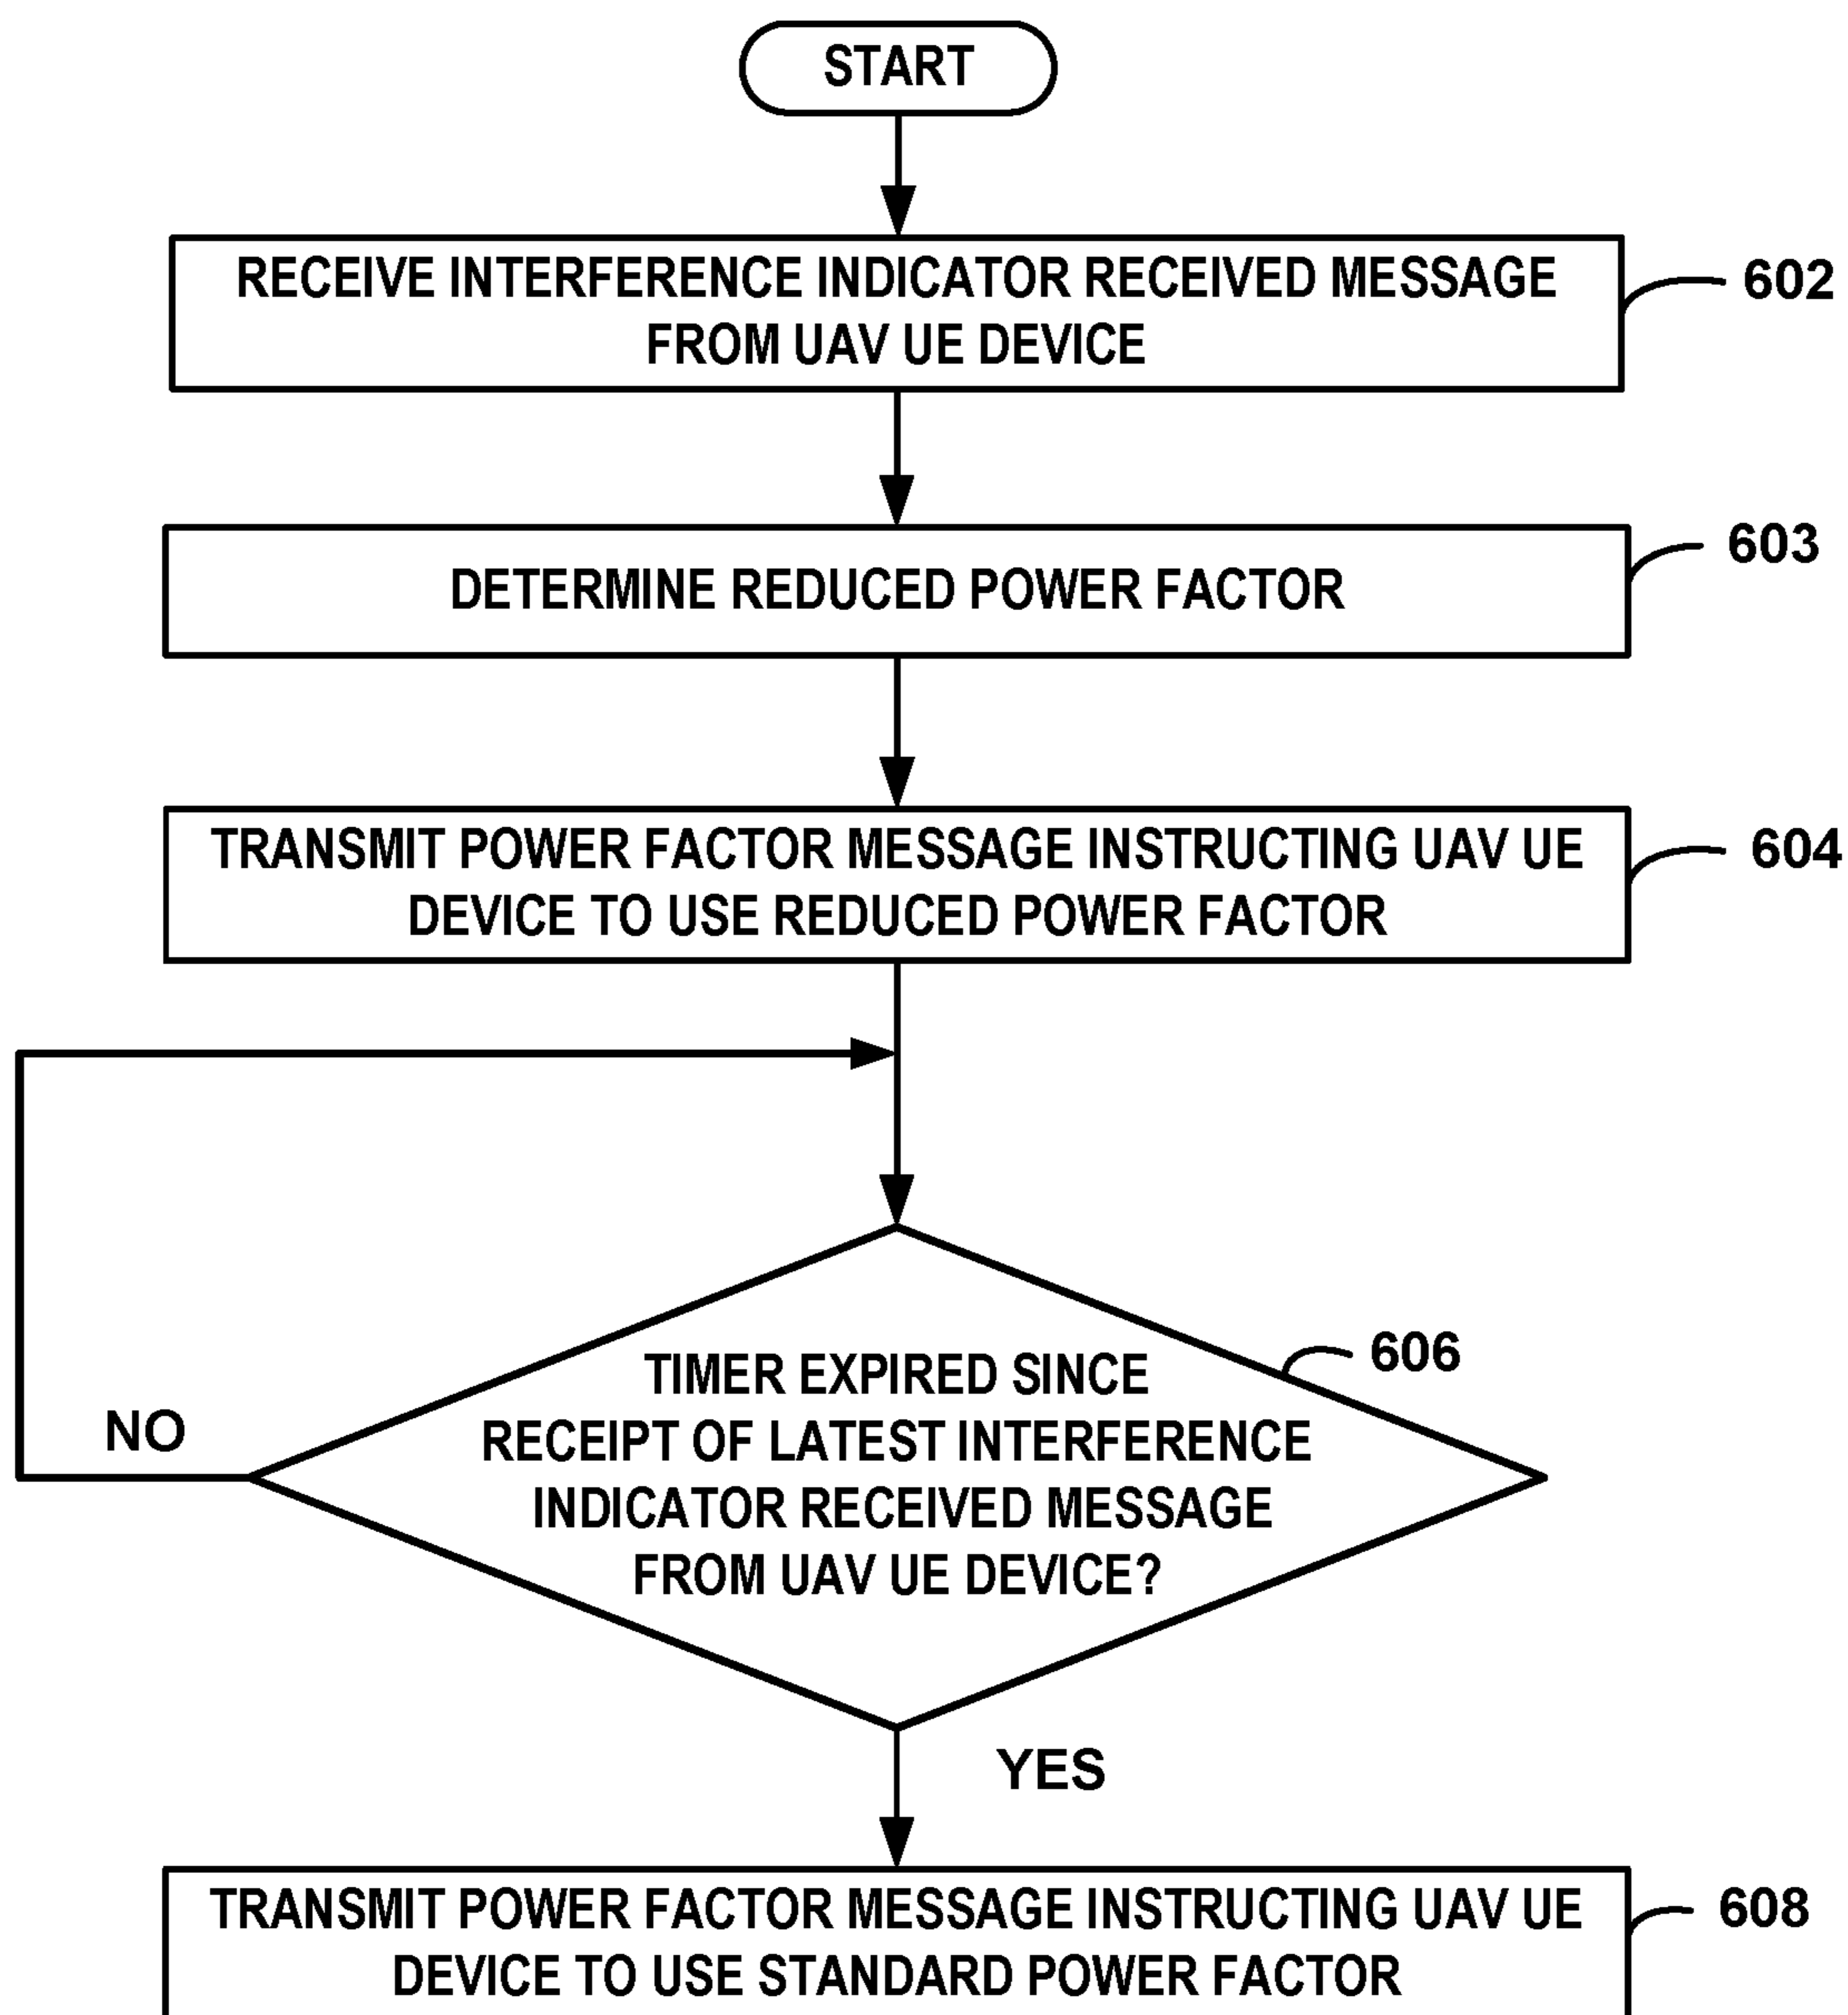 START
RECEIVE INTERFERENCE INDICATOR RECEIVED MESSAGE
FROM UAV UE DEVICE
602
DETERMINE REDUCED POWER FACTOR
603
TRANSMIT POWER FACTOR MESSAGE INSTRUCTING UAV UE
DEVICE TO USE REDUCED POWER FACTOR
604
TIMER EXPIRED SINCE
RECEIPT OF LATEST INTERFERENCE
INDICATOR RECEIVED MESSAGE
FROM UAV UE DEVICE?
606
NO
YES
TRANSMIT POWER FACTOR MESSAGE INSTRUCTING UAV UE
DEVICE TO USE STANDARD POWER FACTOR
608